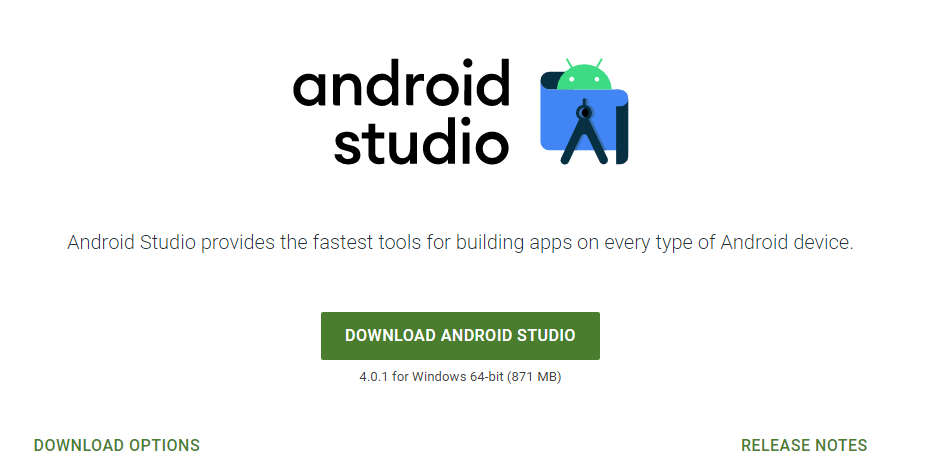 android
studio
Android Studio provides the fastest tools for building apps on every type of Android device.
DOWNLOAD ANDROID STUDIO
4.0.1 for Windows 64-bit (871 MB)
DOWNLOAD OPTIONS
RELEASE NOTES